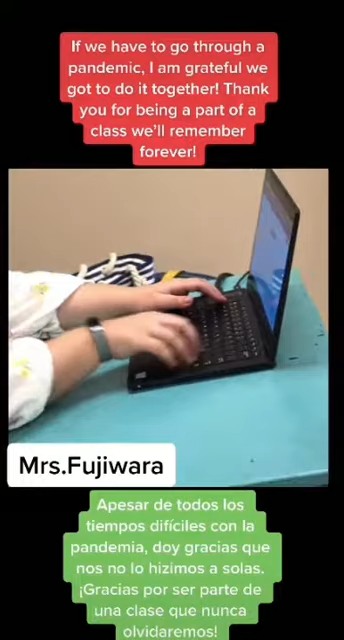 If we have to go through a
pandemic, I am grateful we
got to do it together! Thank
you for being a part of a
class we'll remember
forever!
Mrs.Fujiwara
Apesar de todos los
tiempos difíciles con la
pandemia, doy gracias que
nos no lo hizimos a solas.
¡Gracias por ser parte de
una clase que nunca
olvidaremos!